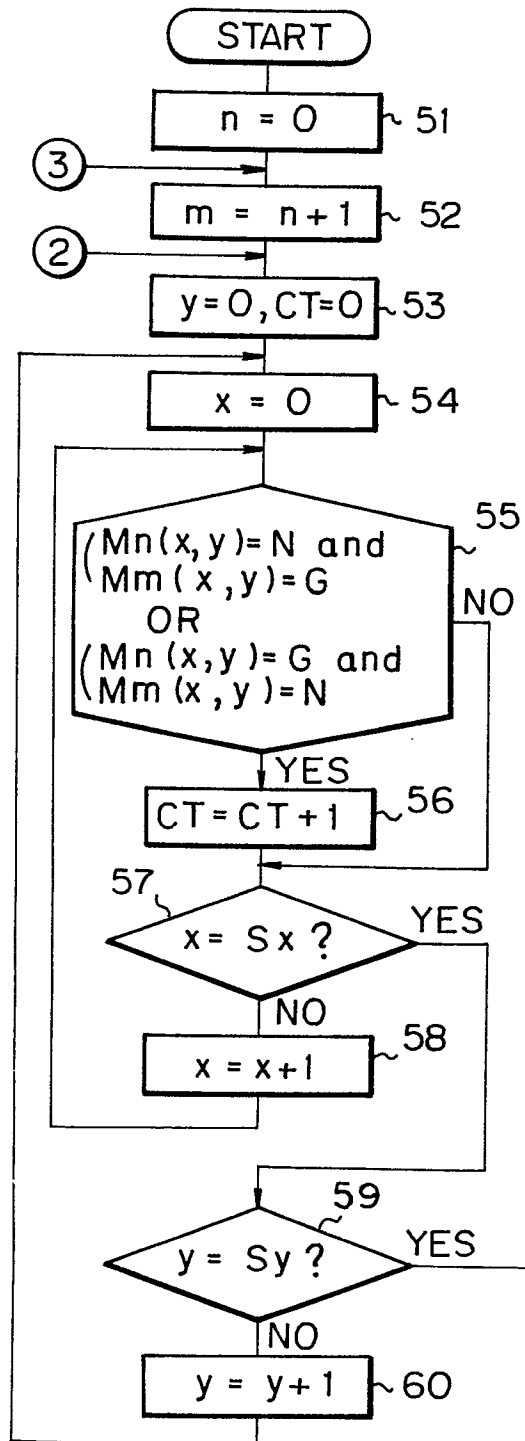 START
n = 0 51
3
m = n+1 52
2
y=0, CT=0 53
x = 0 54
(Mn(x,y)=N and
Mm(x,y)=G
OR
(Mn(x,y)=G and
Mm(x,y)=N
55
NO
YES
CT=CT+1 56
57
x= Sx ?
YES
NO
x = x+1 58
59
y = Sy ?
YES
NO
y = y+1 60